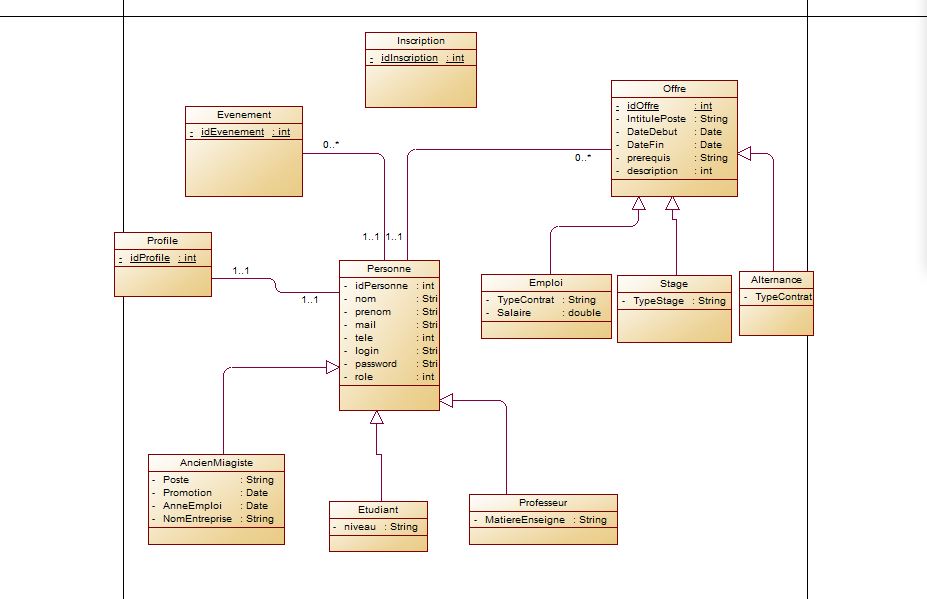 Inscription
- idInscription : int
Evenement
- idEvenement : int
0..*
1..1
Offre
- idOffre : int
- IntitulePoste : String
- DateDebut : Date
- DateFin : Date
- prerequis : String
- description : int
0..*
1..1
Profile
- idProfile : int
1..1
1..1
Personne
- idPersonne : int
- nom : Stri
- prenom : Stri
- mail : Stri
- tele : int
- login : Stri
- password : Stri
- role : int
Emploi
- TypeContrat : String
- Salaire : double
Stage
- TypeStage : String
Alternance
- TypeContrat
AncienMiagiste
- Poste : String
- Promotion : Date
- AnneEmploi : Date
- NomEntreprise : String
Etudiant
- niveau : String
Professeur
- MatiereEnseigne : String